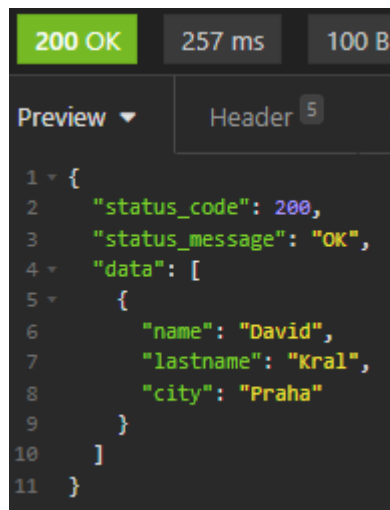 200 OK 257 ms 100 B
Preview Header 5
1 {
2 "status_code": 200,
3 "status_message": "OK",
4 "data": [
5 {
6 "name": "David",
7 "lastname": "Kral",
8 "city": "Praha"
9 }
10 ]
11 }